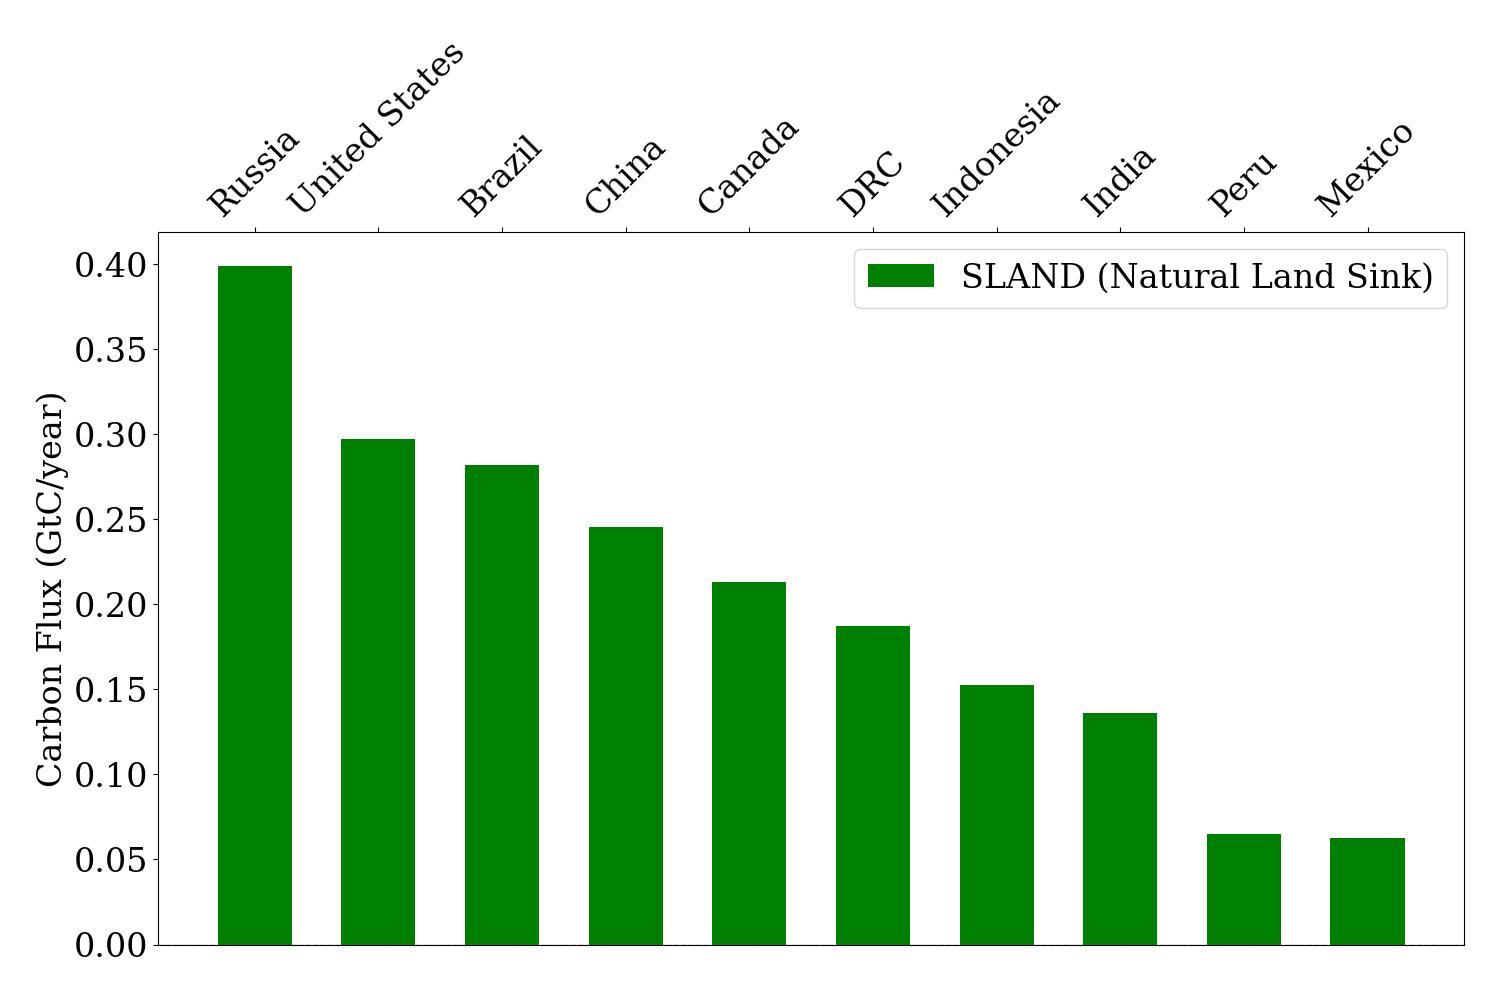 Russia
United States
Brazil
China
Canada
DRC
Indonesia
India
Peru
Mexico
SLAND (Natural Land Sink)
Carbon Flux (GtC/year)
0.40
0.35
0.30
0.25
0.20
0.15
0.10
0.05
0.00